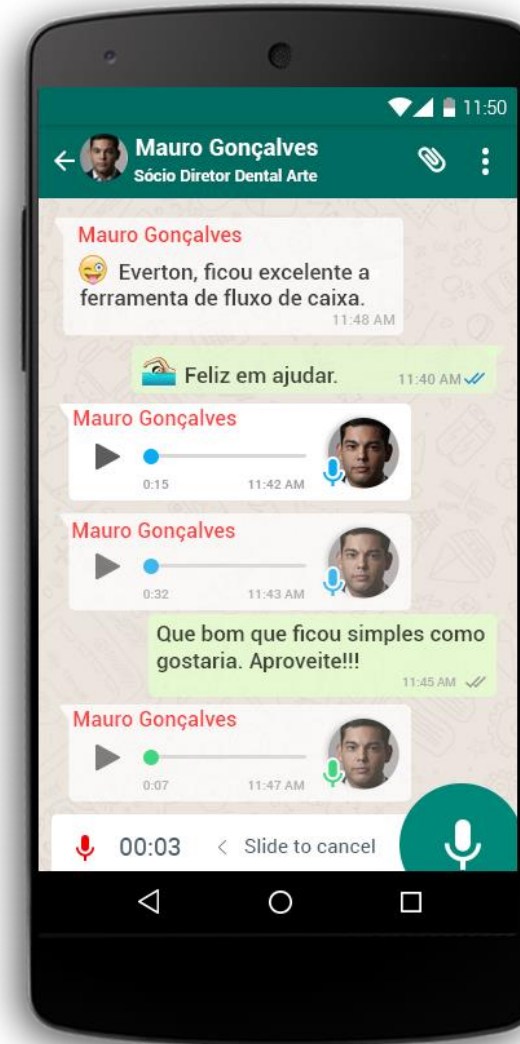 11:50
Mauro Gonçalves
Sócio Diretor Dental Arte
Mauro Gonçalves
Everton, ficou excelente a
ferramenta de fluxo de caixa.
11:48 AM
Feliz em ajudar. 11:40 AM
Mauro Gonçalves
0:15 11:42 AM
Mauro Gonçalves
0:32 11:43 AM
Que bom que ficou simples como
gostaria. Aproveite!!!
11:45 AM
Mauro Gonçalves
0:07 11:47 AM
00:03 < Slide to cancel